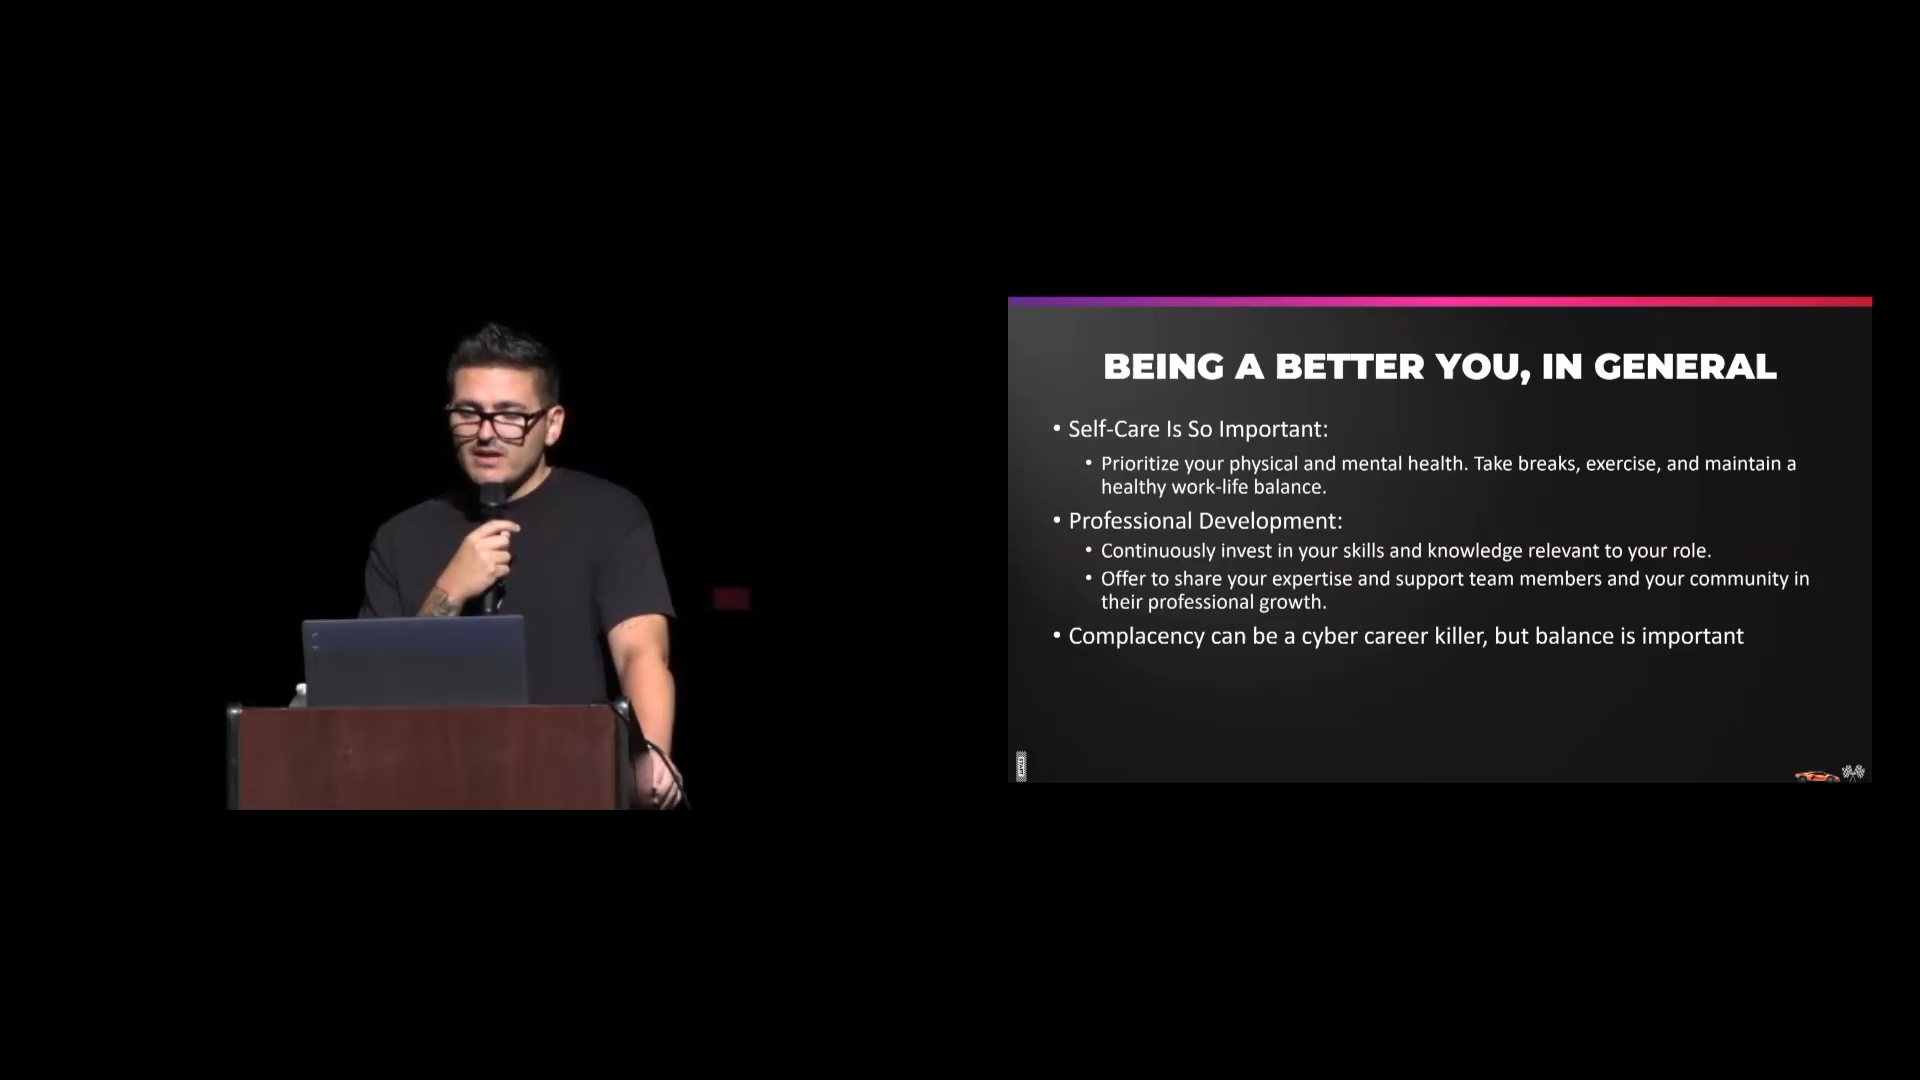 BEING A BETTER YOU, IN GENERAL
• Self-Care Is So Important:
• Prioritize your physical and mental health. Take breaks, exercise, and maintain a
healthy work-life balance.
• Professional Development:
• Continuously invest in your skills and knowledge relevant to your role.
• Offer to share your expertise and support team members and your community in
their professional growth.
• Complacency can be a cyber career killer, but balance is important